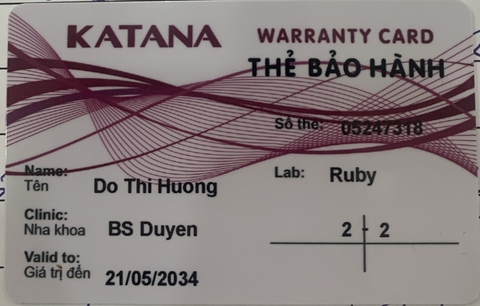 KATANA
WARRANTY CARD
THẺ BẢO HÀNH
Số thẻ: 05247318
Name:
Tên Do Thi Huong
Lab: Ruby
Clinic:
Nha khoa BS Duyen
2 2
Valid to:
Giá trị đến 21/05/2034